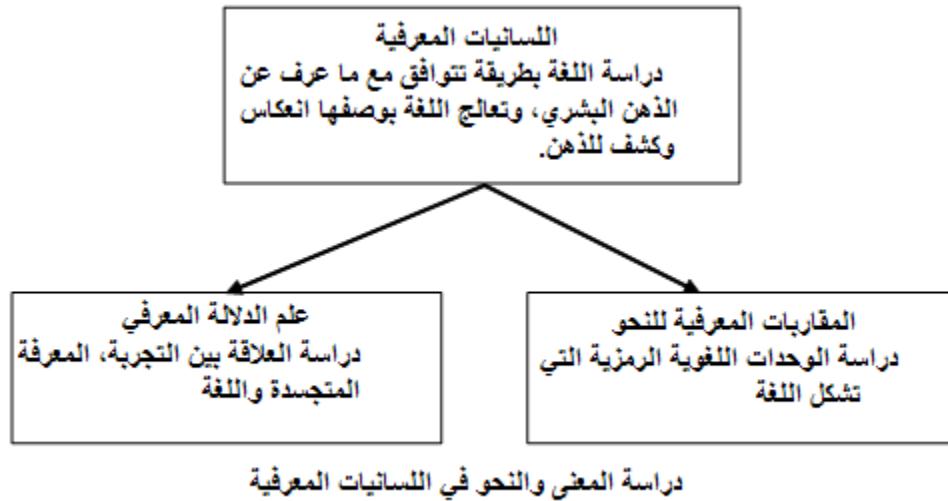 اللسانيات المعرفية
دراسة اللغة بطريقة تتوافق مع ما عرف عن
الذهن البشري، وتعالج اللغة بوصفها انعكاس
وكشف للذهن.
المقاربات المعرفية للنحو
دراسة الوحدات اللغوية الرمزية التي
تشكل اللغة
علم الدلالة المعرفي
دراسة العلاقة بين التجربة، المعرفة
المتجسدة واللغة
دراسة المعنى والنحو في اللسانيات المعرفية